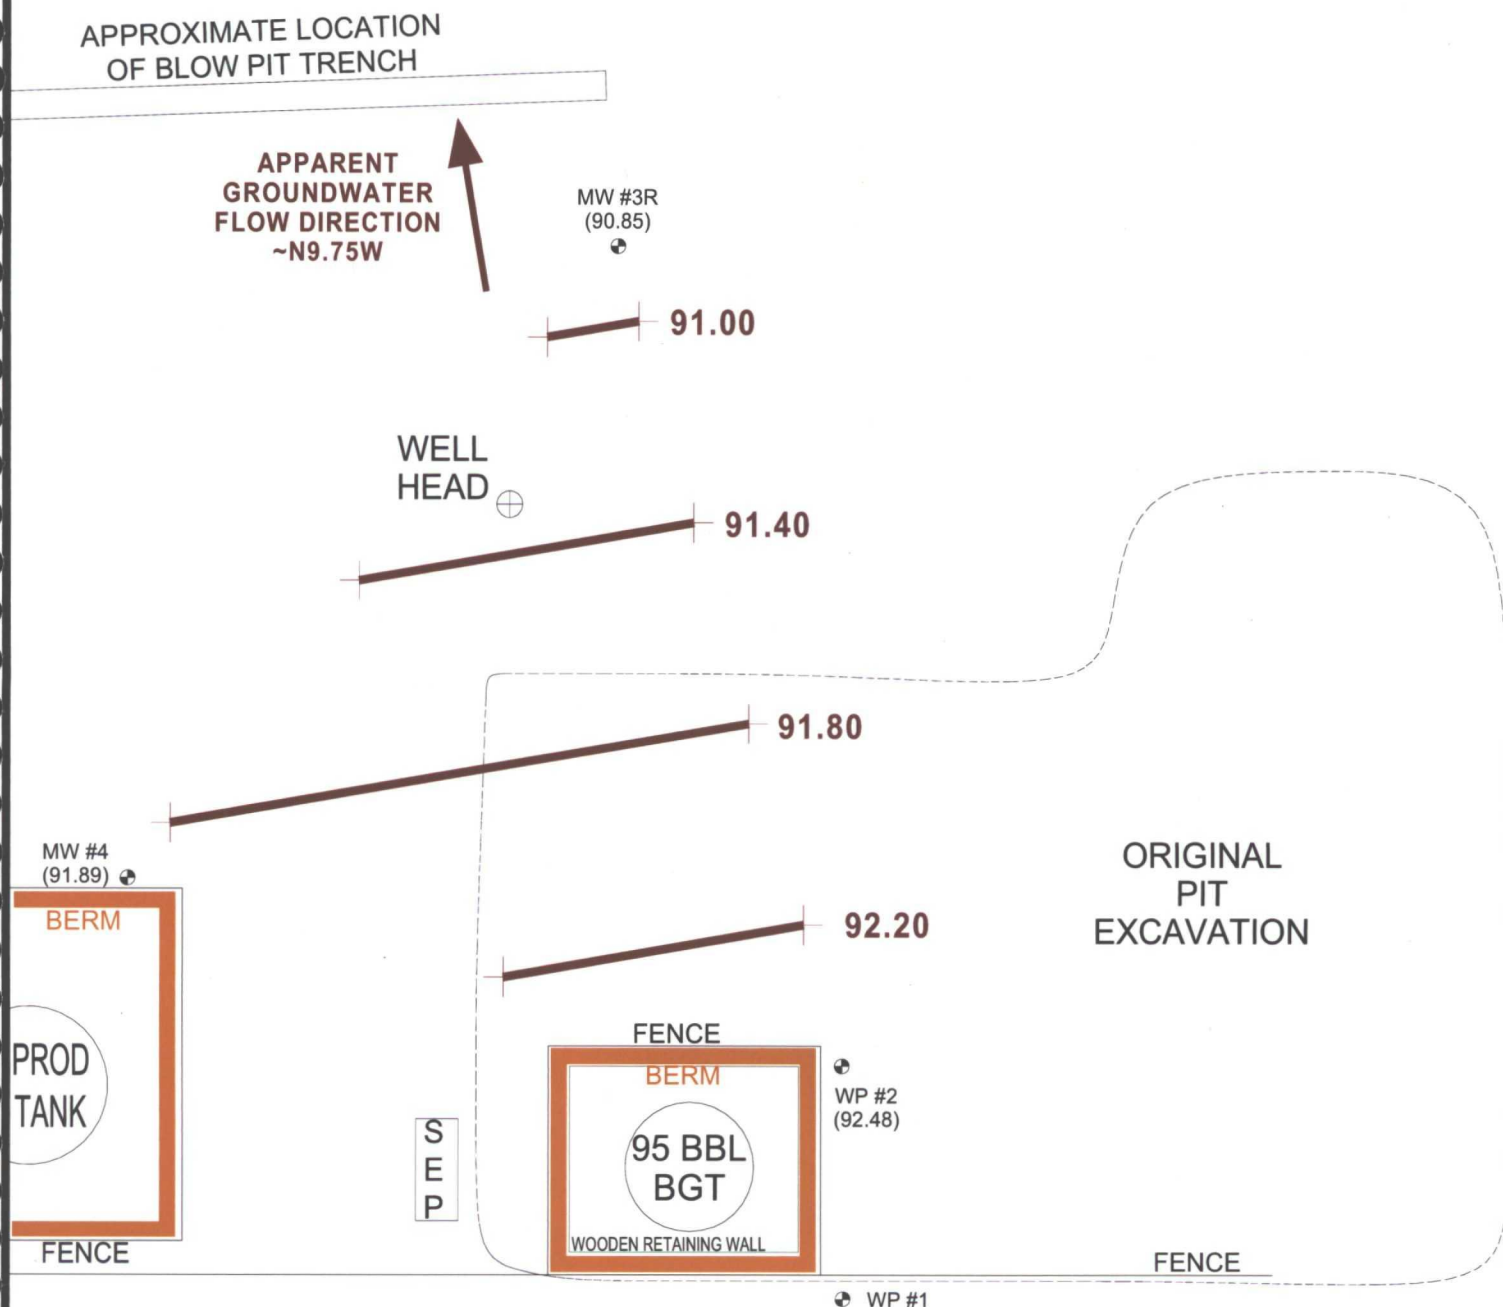 APPROXIMATE LOCATION
OF BLOW PIT TRENCH
APPARENT
GROUNDWATER
FLOW DIRECTION
~N9.75W
MW #3R
(90.85)
91.00
WELL
HEAD
91.40
91.80
MW #4
(91.89)
BERM
ORIGINAL
PIT
EXCAVATION
92.20
PROD
TANK
FENCE
BERM
WP #2
(92.48)
S
E
P
95 BBL
BGT
WOODEN RETAINING WALL
FENCE
FENCE
WP #1